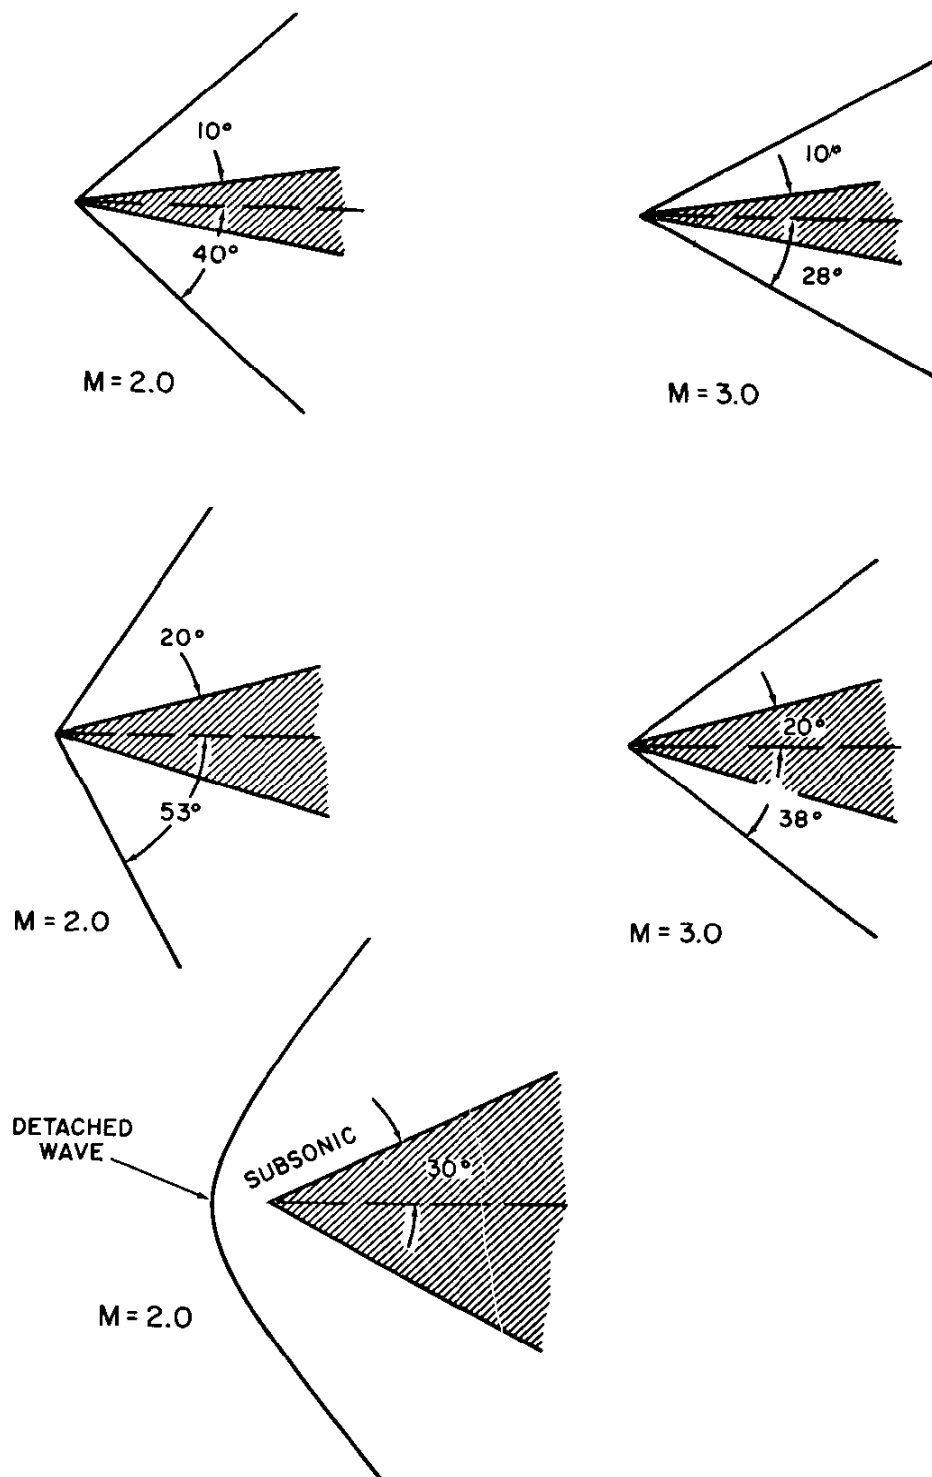 10°
40°
M = 2.0
10°
28°
M = 3.0
20°
53°
M = 2.0
20°
38°
M = 3.0
DETACHED
WAVE
SUBSONIC
30°
M = 2.0